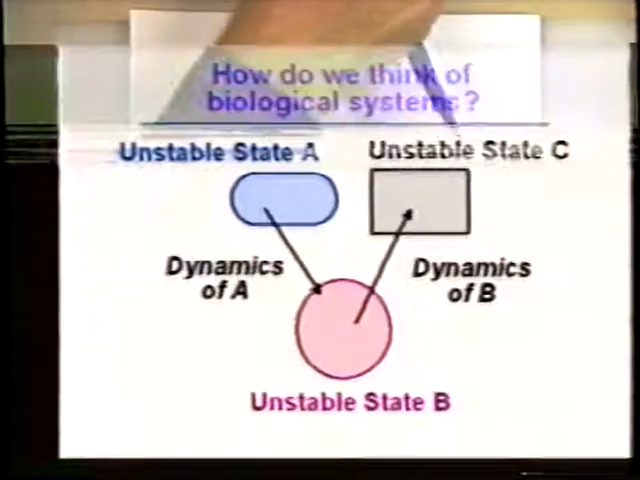 How do we think of
biological systems?
Unstable State A
Unstable State C
Dynamics
of A
Dynamics
of B
Unstable State B